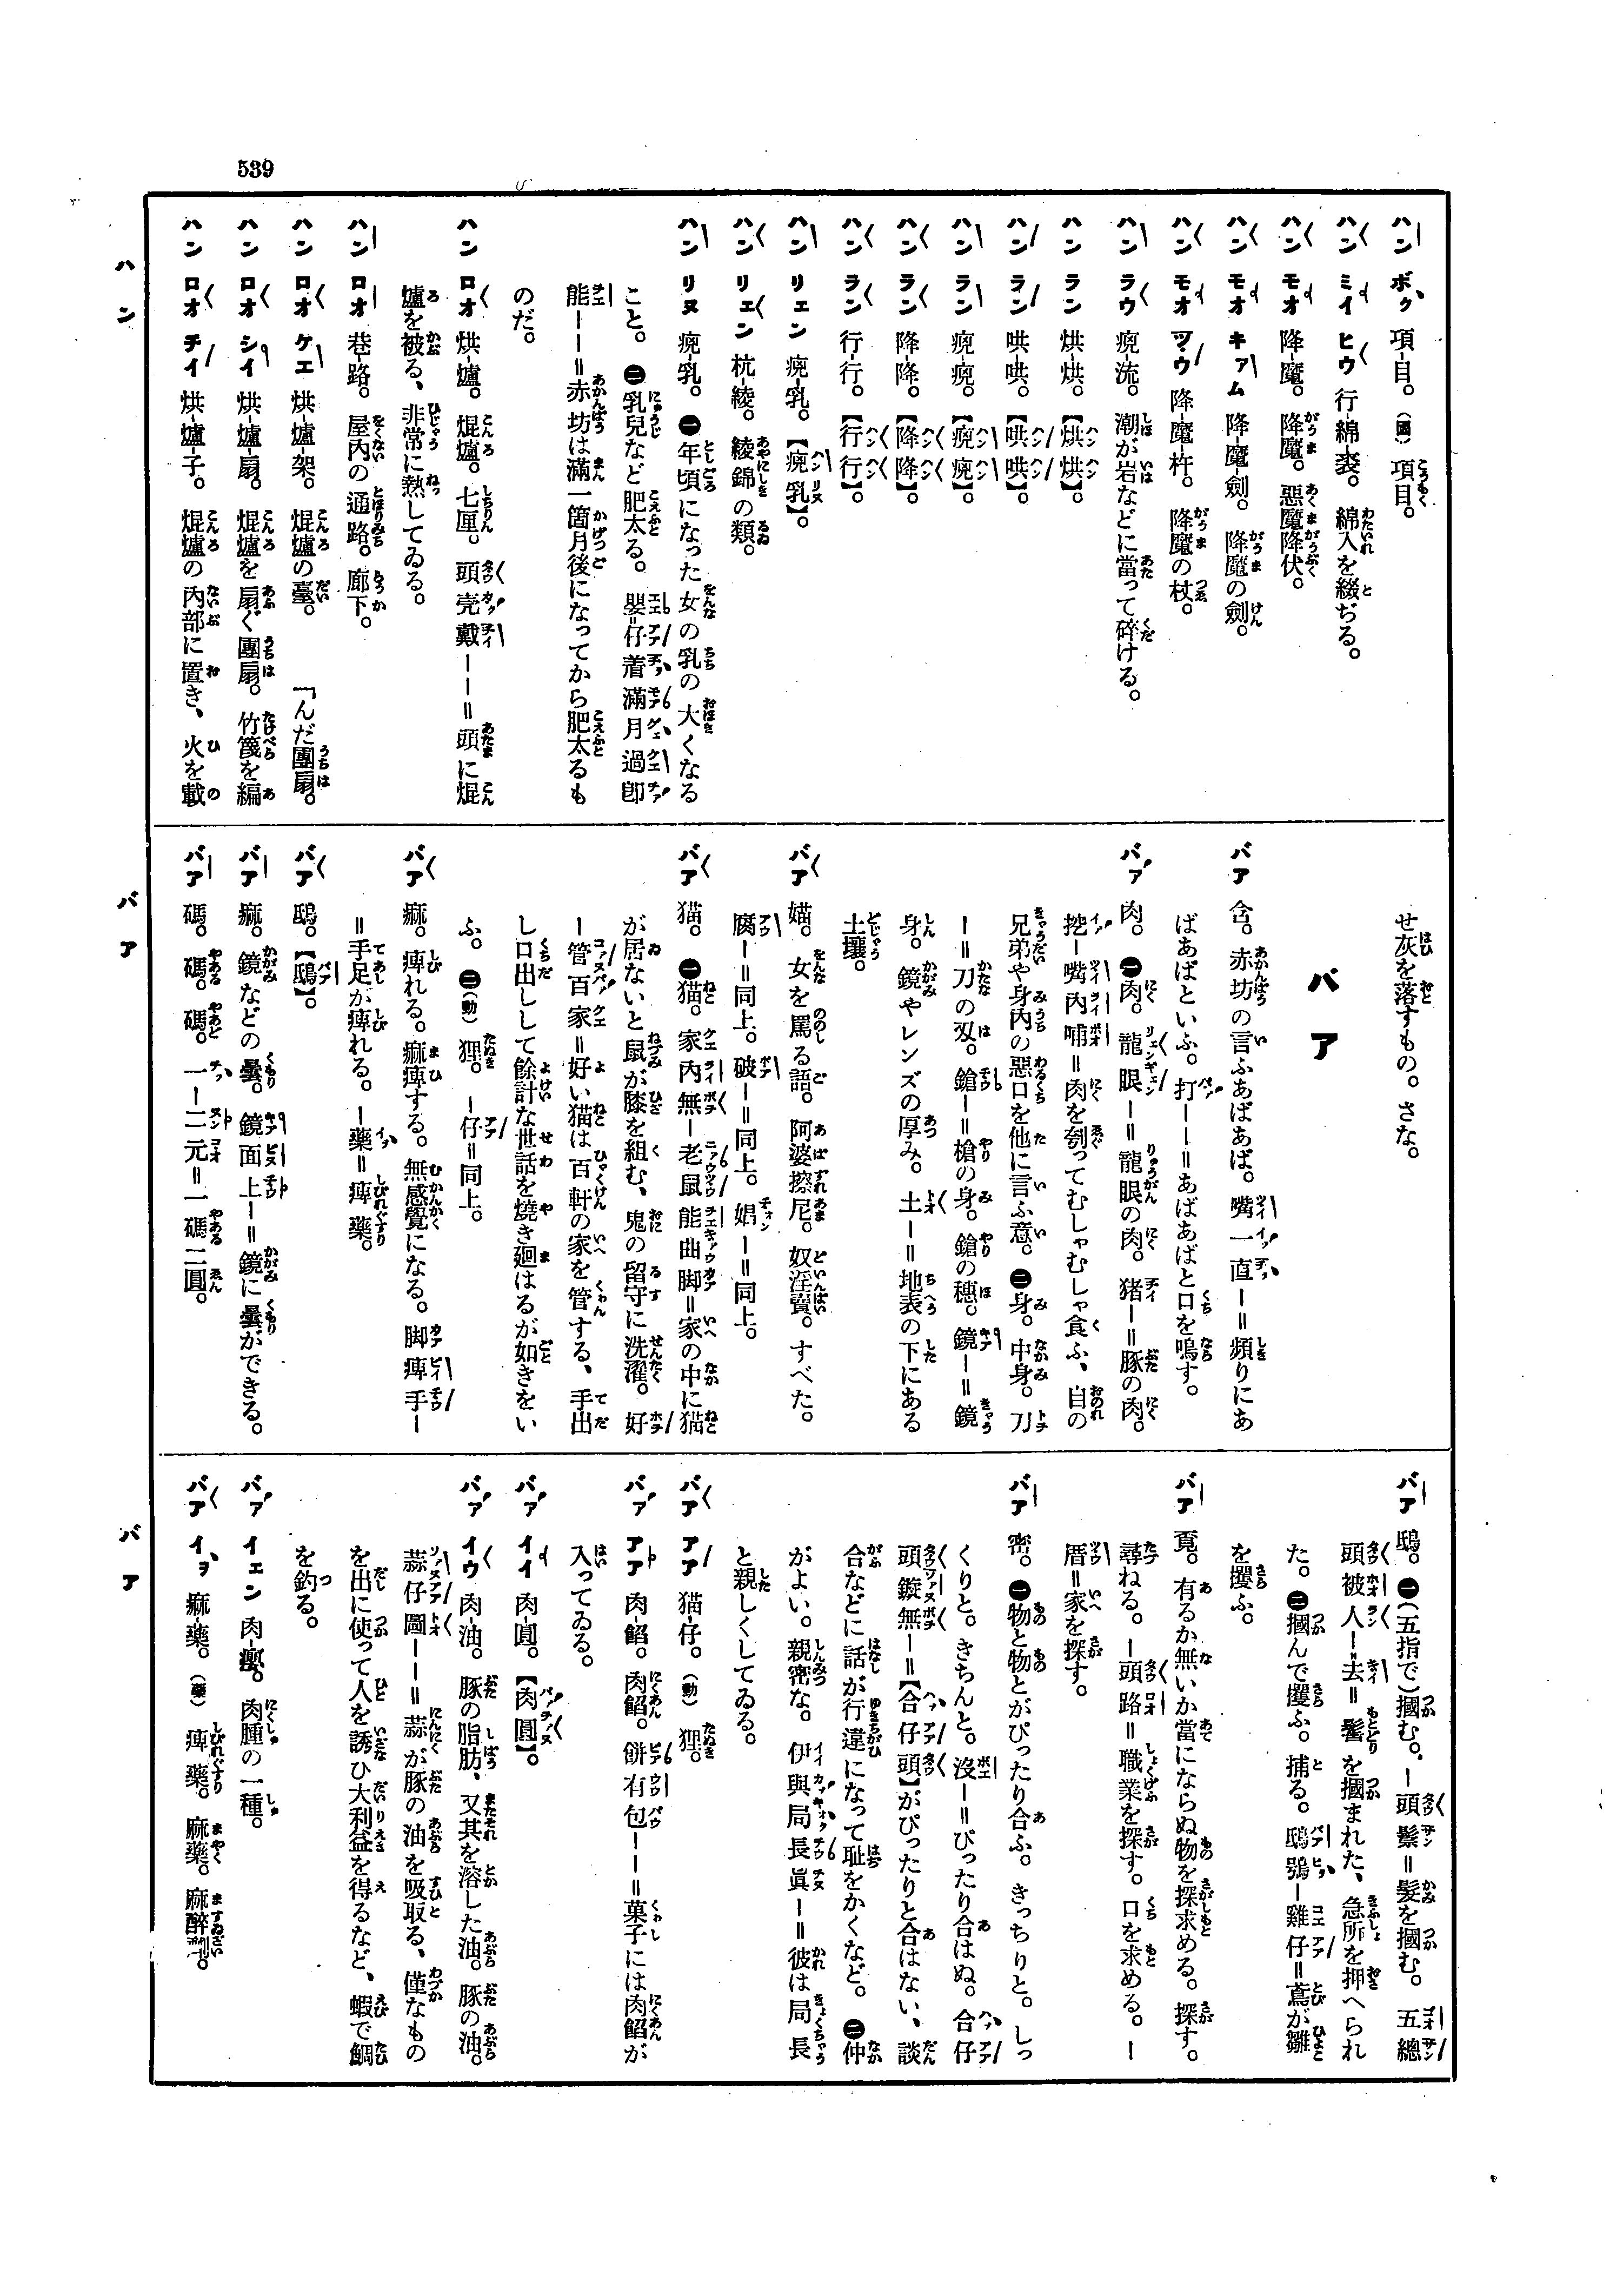 539
ハン ボク 項-目。(國)項目。
ハン ミイ ヒウ 行-綿-裘。綿入を綴ぢる。
ハン モオ 降-魔。降魔。惡魔降伏。
ハン モオ キァム 降-魔-劍。降魔の劍。
ハン モオ ツウ 降-魔-杵。降魔の杖。
ハン ラウ 㾂-流。潮が岩などに當って碎ける。
ハン ラン 烘-烘。【烘烘】。
ハン ラン 哄-哄。【哄哄】。
ハン ラン
ハン ラン 降-降。【降降】。
ハン ラン 行-行。【行行】。
ハン リェン
ハン リェン 杭-綾。綾錦の類。
ハン リヌ ㊀年頃になった女の乳の大くなる
こと。㊁乳兒など肥太る。嬰仔着滿月過卽
能－－＝赤坊は滿一箇月後になってから肥太るも
のだ。
ハン ロオ 烘-爐。焜爐。七厘。頭壳戴－－＝頭に焜
爐を被る、非常に熱してゐる。
ハン ロオ 巷-路。屋內の通路。廊下。
ハン ロオ ケエ 烘-爐-架。焜爐の臺。 「んだ團扇。
ハン ロオ シイ 烘-爐-扇。焜爐を扇ぐ團扇。竹篾を編
ハン ロオ チイ 烘-爐-子。焜爐の內部に置き、火を載
ハン
せ灰を落すもの。さな。
バア
バア 含。赤坊の言ふあばあば。嘴一直－＝頻りにあ
ばあばといふ。打－－＝あばあばと口を鳴す。
バァ 肉。㊀肉。龍眼－＝龍眼の肉。猪－＝豚の肉。
挖－嘴內哺＝肉を刳ってむしゃむしゃ食ふ、自の
兄弟や身內の惡口を他に言ふ意。㊁身。中身。刀
－＝刀の刄。鎗－＝槍の身。鎗の穗。鏡－＝鏡
身。鏡やレンズの厚み。土－＝地表の下にある
土壤。
バア 媌。女を罵る語。阿婆擦尼。奴淫賣。すべた。
腐－＝同上。破－＝同上。娼－＝同上。
バア 猫。㊀猫。家內無－老鼠能曲脚＝家の中に猫
が居ないと鼠が膝を組む、鬼の留守に洗濯。好
－管百家＝好い猫は百軒の家を管する、手出
し口出しして餘計な世話を燒き廻はるが如きをい
ふ。㊁(動)狸。－仔＝同上。
バア 痲。痺れる。痲痺する。無感覺になる。脚痺手－
＝手足が痺れる。－藥＝痺藥。
バア 鴟。【鴟】。
バア 痲。鏡などの曇。鏡面上－＝鏡に曇ができる。
バア 碼。碼。碼。一－二元＝一碼二圓。
バア
バア 鴟。㊀(五指で)摑む。－頭鬃＝髮を摑む。五總
頭被人－去＝髻を摑まれた、急所を押へられ
た。㊁摑んで攫ふ。捕る。鴟鴞－雞仔＝鳶が雛
を攫ふ。
バア 覔。有るか無いか當にならぬ物を探求める。探す。
尋ねる。－頭路＝職業を探す。口を求める。－
厝＝家を探す。
バア 密。㊀物と物とがぴったり合ふ。きっちりと。しっ
くりと。きちんと。沒－＝ぴったり合はぬ。合仔
頭鏇無－＝【合仔頭】がぴったりと合はない、談
合などに話が行違になって恥をかくなど。㊁仲
がよい。親密な。伊與局長眞－＝彼は局長
と親しくしてゐる。
バア アア 猫-仔。(動)狸。
バァ アア 肉-餡。肉餡。餅有包－－＝菓子には肉餡が
入ってゐる。
バァ イイ 肉-圓。【肉圓】。
バァ イウ 肉-油。豚の脂肪、又其を溶した油。豚の油。
蒜仔圖－－＝蒜が豚の油を吸取る、僅なもの
を出に使って人を誘ひ大利益を得るなど、蝦で鯛
を釣る。
バァ イェン 肉-㿗。肉腫の一種。
バア イヲ 痲-藥。(藥)痺藥。麻藥。麻醉劑。
バア